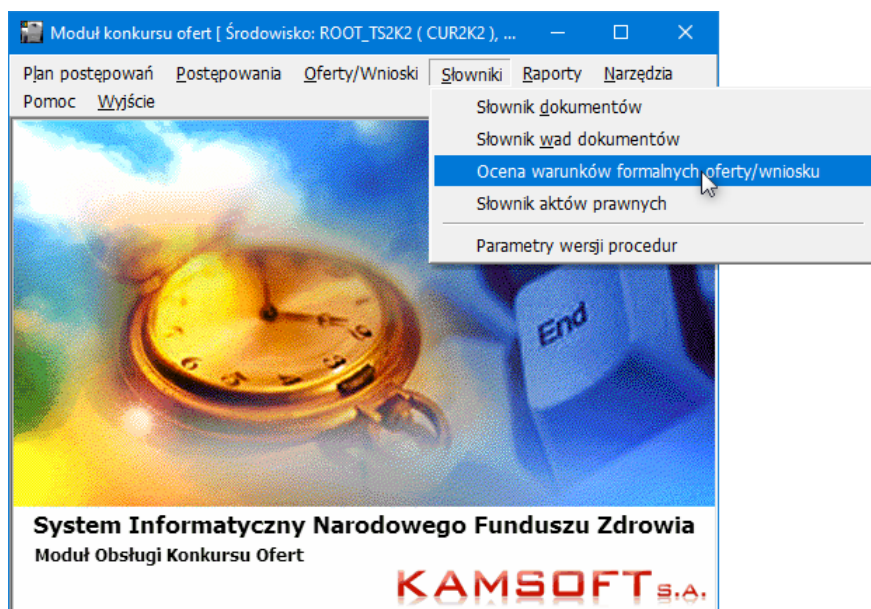 Moduł konkursu ofert [ Środowisko: ROOT_TS2K2 ( CUR2K2 ), ...
Plan postępowań Postępowania Oferty/Wnioski Słowniki Raporty Narzędzia
Pomoc Wyjście
Słownik dokumentów
Słownik wad dokumentów
Ocena warunków formalnych oferty/wniosku
Słownik aktów prawnych
Parametry wersji procedur
End
System Informatyczny Narodowego Funduszu Zdrowia
Moduł Obsługi Konkursu Ofert
KAMSOFT S.A.